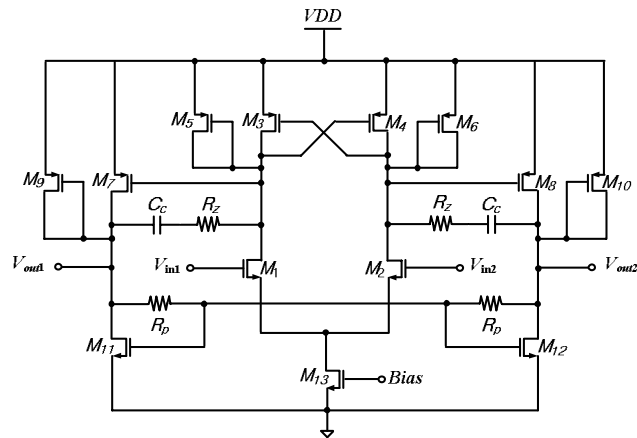 VDD
M5 M3 M4 M6
M9 M7 M8 M10
Cc Rz Rz Cc
Vout1 Vin1 M1 M2 Vin2 Vout2
Rp Rp
M11 M12
M13 Bias